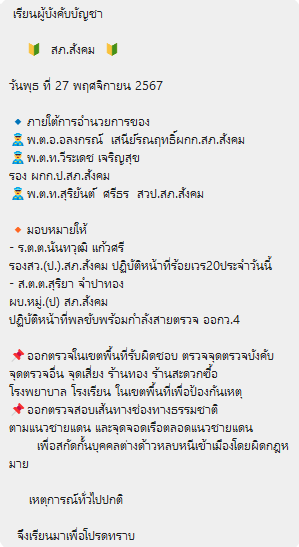 เรียนผู้บังคับบัญชา
🔰 สภ.สังคม 🔰
วันพุธ ที่ 27 พฤศจิกายน 2567
🔹ภายใต้การอำนวยการของ
👮พ.ต.อ.อลงกรณ์ เสนีย์รณฤทธิ์ผกก.สภ.สังคม
👮พ.ต.ท.วีระเดช เจริญสุข
รอง ผกก.ป.สภ.สังคม
👮พ.ต.ท.สุริยันต์ ศรีธร สวป.สภ.สังคม
🔸มอบหมายให้
- ร.ต.ต.นันทวุฒิ แก้วศรี
รองสว.(ป.).สภ.สังคม ปฏิบัติหน้าที่ร้อยเวร20ประจำวันนี้
- ส.ต.ต.สุริยา จำปาทอง
ผบ.หมู่.(ป) สภ.สังคม
ปฏิบัติหน้าที่พลขับพร้อมกำลังสายตรวจ ออกว.4
📌ออกตรวจในเขตพื้นที่รับผิดชอบ ตรวจจุดตรวจบังคับ
จุดตรวจอื่น จุดเสี่ยง ร้านทอง ร้านสะดวกซื้อ
โรงพยาบาล โรงเรียน ในเขตพื้นที่เพื่อป้องกันเหตุ
📌ออกตรวจสอบเส้นทางช่องทางธรรมชาติ
ตามแนวชายแดน และจุดจอดเรือตลอดแนวชายแดน
เพื่อสกัดกั้นบุคคลต่างด้าวหลบหนีเข้าเมืองโดยผิดกฎห
มาย
เหตุการณ์ทั่วไปปกติ
จึงเรียนมาเพื่อโปรดทราบ